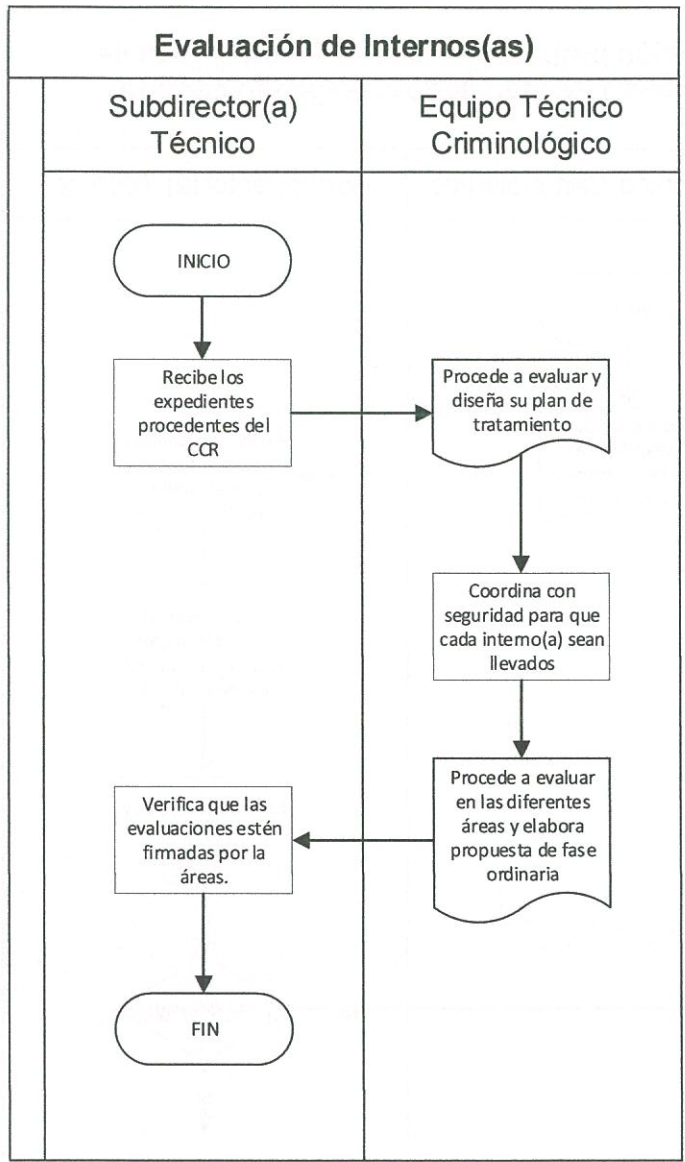 Evaluación de Internos(as)
Subdirector(a)
Técnico
Equipo Técnico
Criminológico
INICIO
Recibe los
expedientes
procedentes del
CCR
Procede a evaluar y
diseña su plan de
tratamiento
Coordina con
seguridad para que
cada interno(a) sean
llevados
Procede a evaluar
en las diferentes
áreas y elabora
propuesta de fase
ordinaria
Verifica que las
evaluaciones estén
firmadas por la
áreas.
FIN